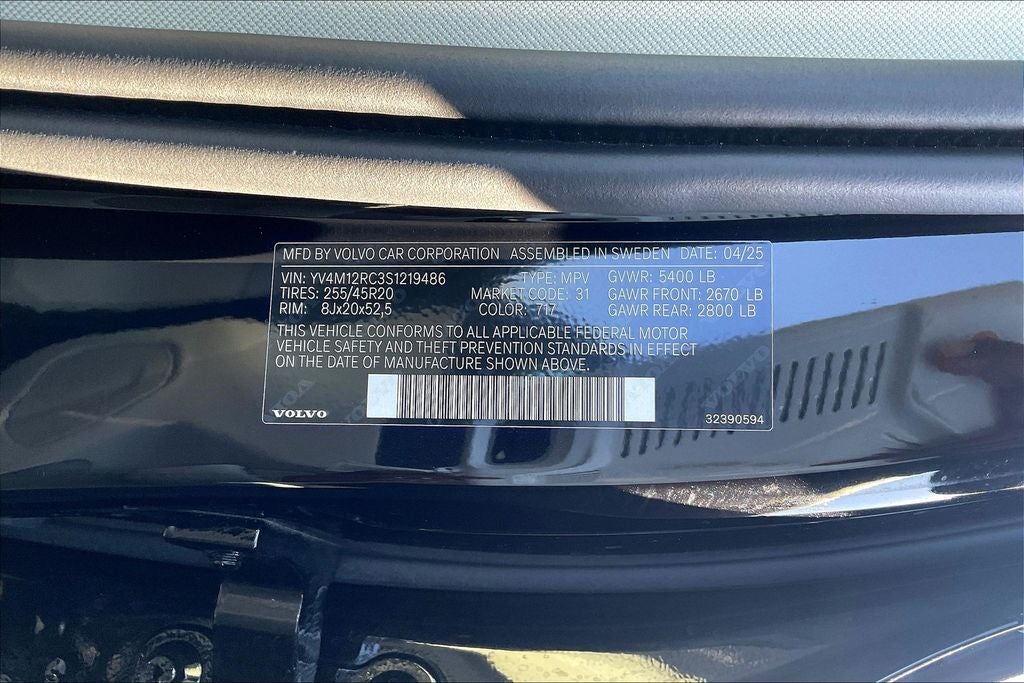 MFD BY VOLVO CAR CORPORATION ASSEMBLED IN SWEDEN DATE: 04/25
VIN: YV4M12RC3S1219486 TYPE: MPV GVWR: 5400 LB
TIRES: 255/45R20 MARKET CODE: 31 GAWR FRONT: 2670 LB
RIM: 8Jx20x52,5 COLOR: 717 GAWR REAR: 2800 LB
THIS VEHICLE CONFORMS TO ALL APPLICABLE FEDERAL MOTOR
VEHICLE SAFETY AND THEFT PREVENTION STANDARDS IN EFFECT
ON THE DATE OF MANUFACTURE SHOWN ABOVE.
VOLVO 32390594